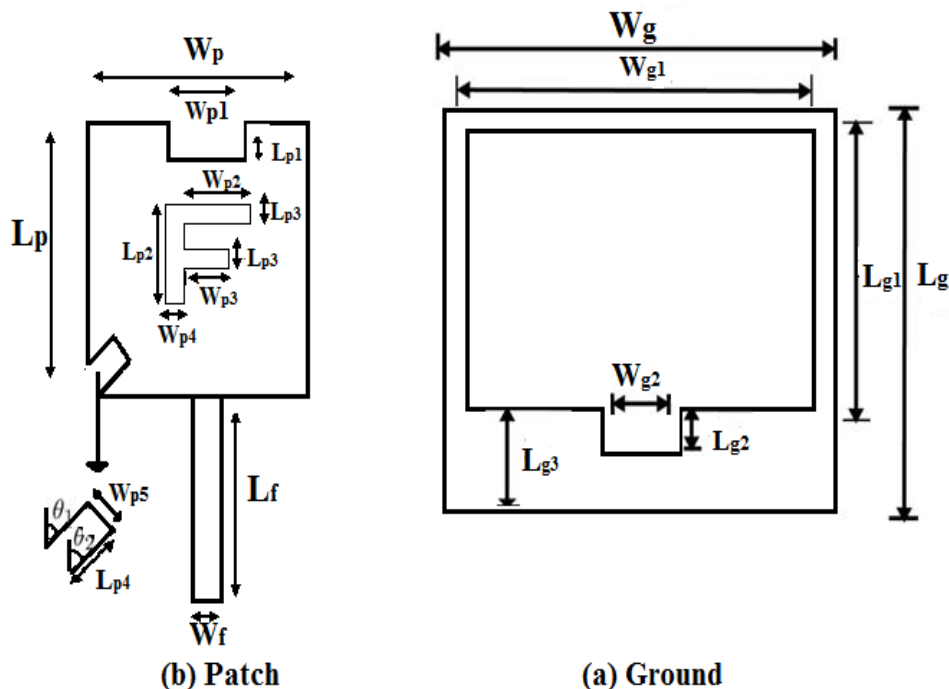 Wp
Wp1
Lp1
Wp2
Lp3
Lp
Lp2
Lp3
Wp3
Wp4
Wp5
Lf
θ1
θ2
Lp4
Wf
(b) Patch
Wg
Wg1
Lg1
Lg
Wg2
Lg2
Lg3
(a) Ground